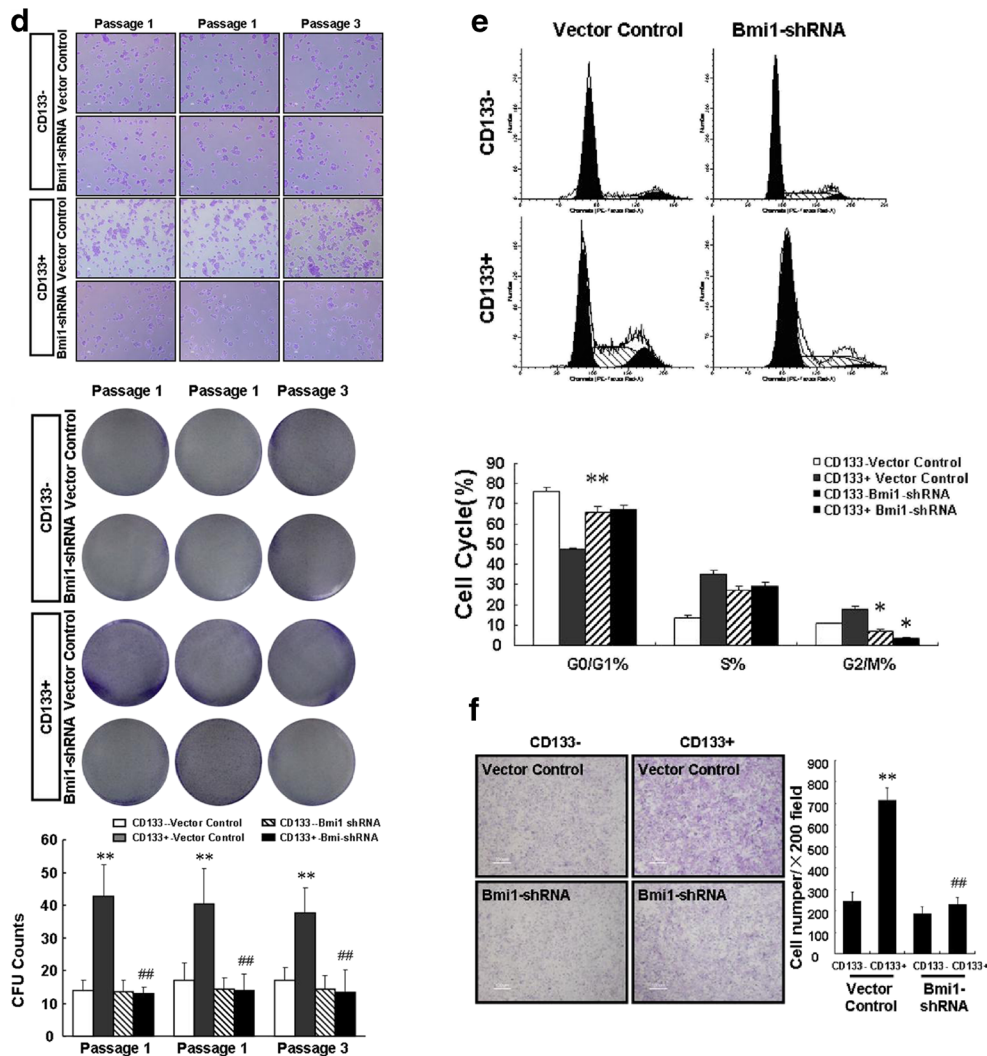 d
Passage 1 Passage 1 Passage 3
CD133-
Vector Control
Bmi1-shRNA
CD133+
Vector Control
Bmi1-shRNA
Passage 1 Passage 1 Passage 3
CD133-
Vector Control
Bmi1-shRNA
CD133+
Vector Control
Bmi1-shRNA
CD133--Vector Control CD133--Bmi1 shRNA
CD133+-Vector Control CD133+-Bmi-shRNA
CFU Counts
60
50
40
30
20
10
0
** ** **
## ## ##
Passage 1 Passage 1 Passage 3
e
Vector Control Bmi1-shRNA
CD133-
CD133+
Number
Number
Number
Number
Cell Cycle(%)
90
80
70
60
50
40
30
20
10
0
CD133-Vector Control
CD133+ Vector Control
CD133-Bmi1-shRNA
CD133+ Bmi1-shRNA
**
*
*
G0/G1% S% G2/M%
f
CD133- CD133+
Vector Control Vector Control
Bmi1-shRNA Bmi1-shRNA
Cell nymper/×200 field
900
800
700
600
500
400
300
200
100
0
**
##
CD133- CD133+ CD133- CD133+
Vector Control
Bmi1-shRNA